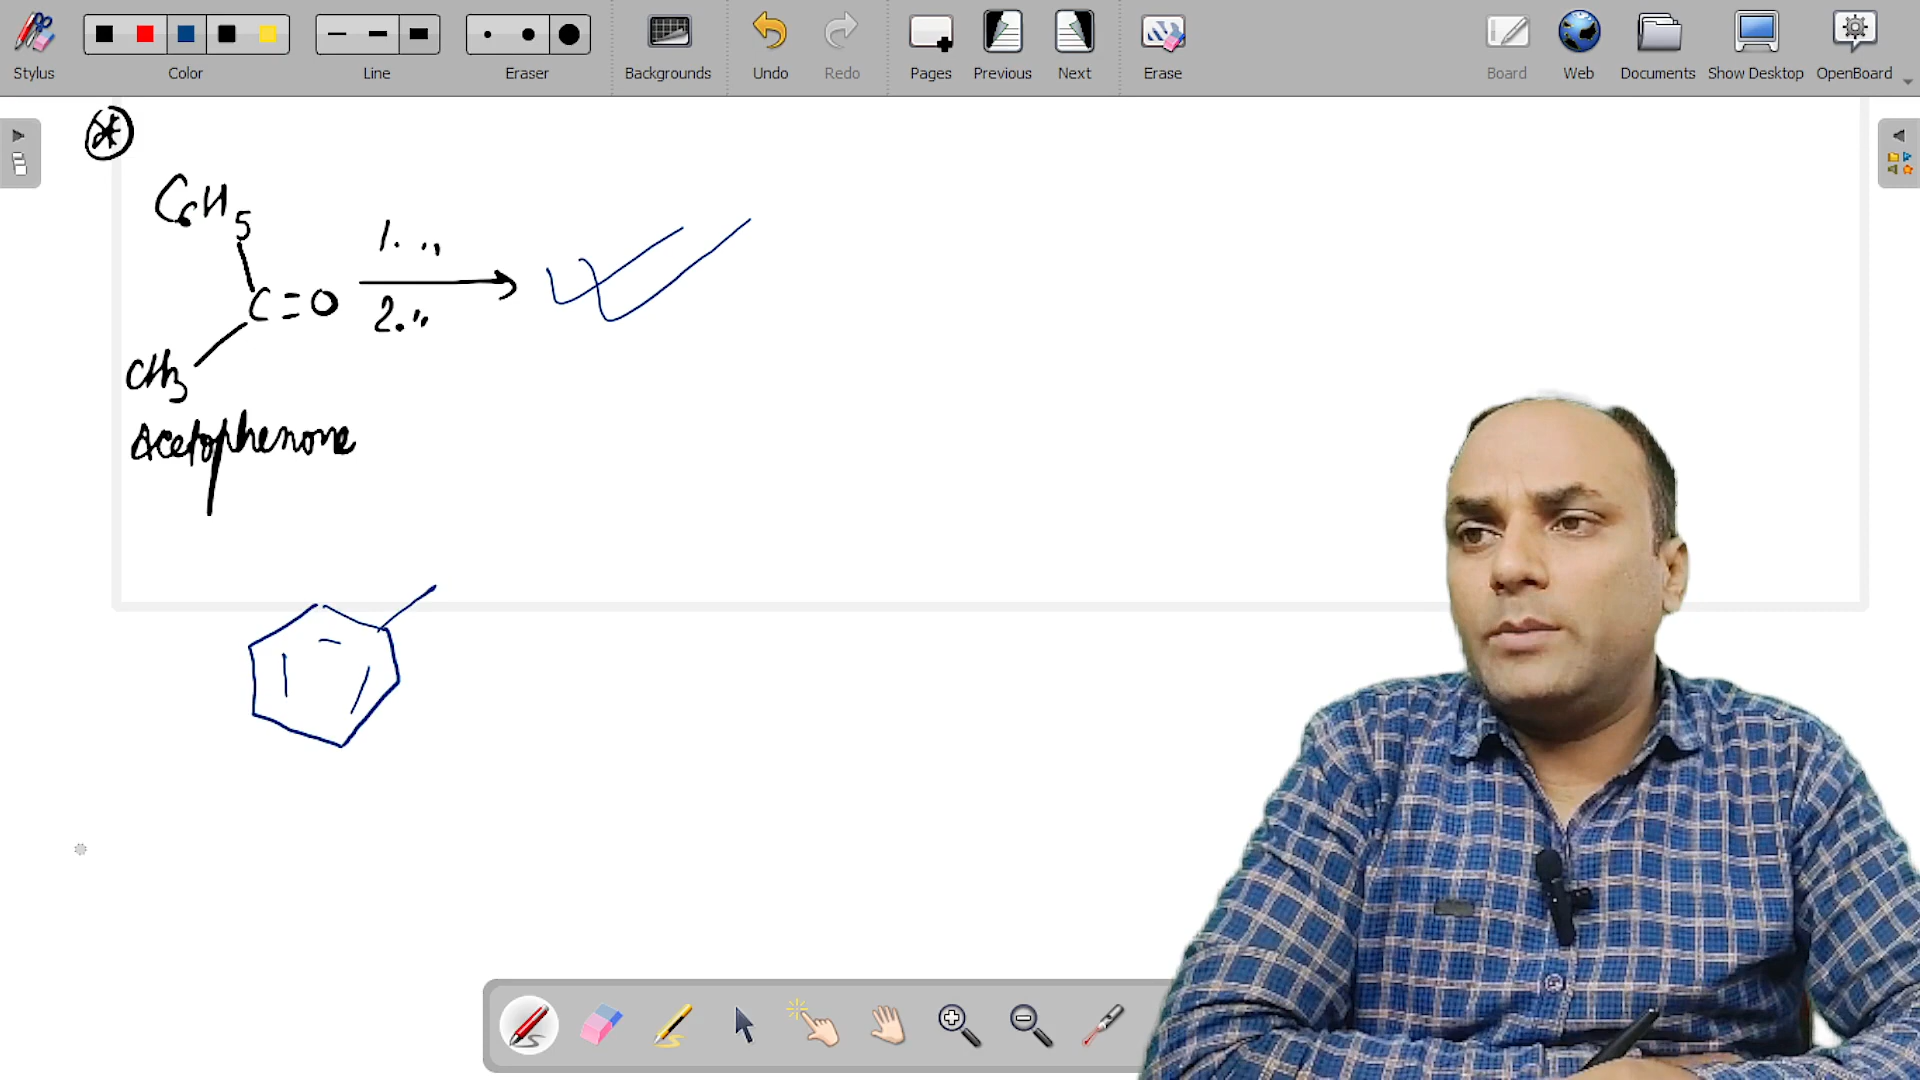 Stylus
Color
Line
Eraser
Backgrounds
Undo
Redo
Pages
Previous
Next
Erase
Board
Web
Documents
Show Desktop
OpenBoard
*
C6H5
1. "
C=O
2. "
CH3
Acetophenone